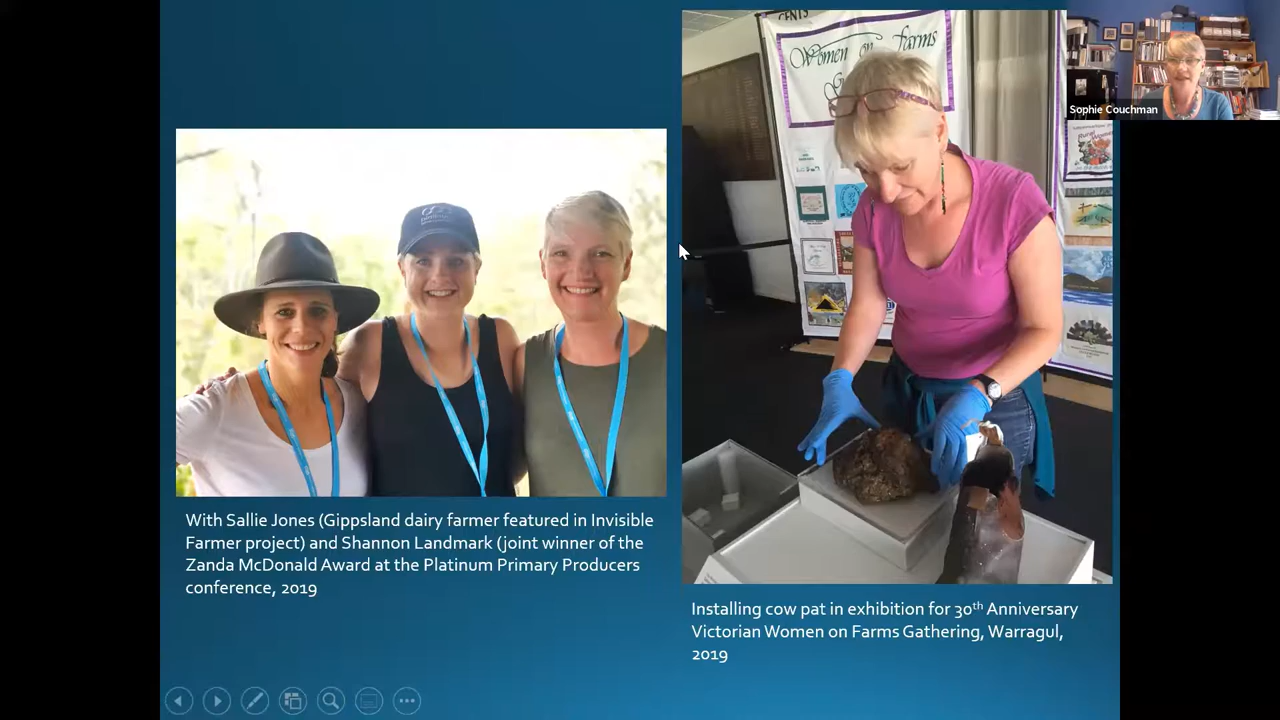 CENTS
Women on Farms
Sophie Couchman
With Sallie Jones (Gippsland dairy farmer featured in Invisible
Farmer project) and Shannon Landmark (joint winner of the
Zanda McDonald Award at the Platinum Primary Producers
conference, 2019
Installing cow pat in exhibition for 30th Anniversary
Victorian Women on Farms Gathering, Warragul,
2019